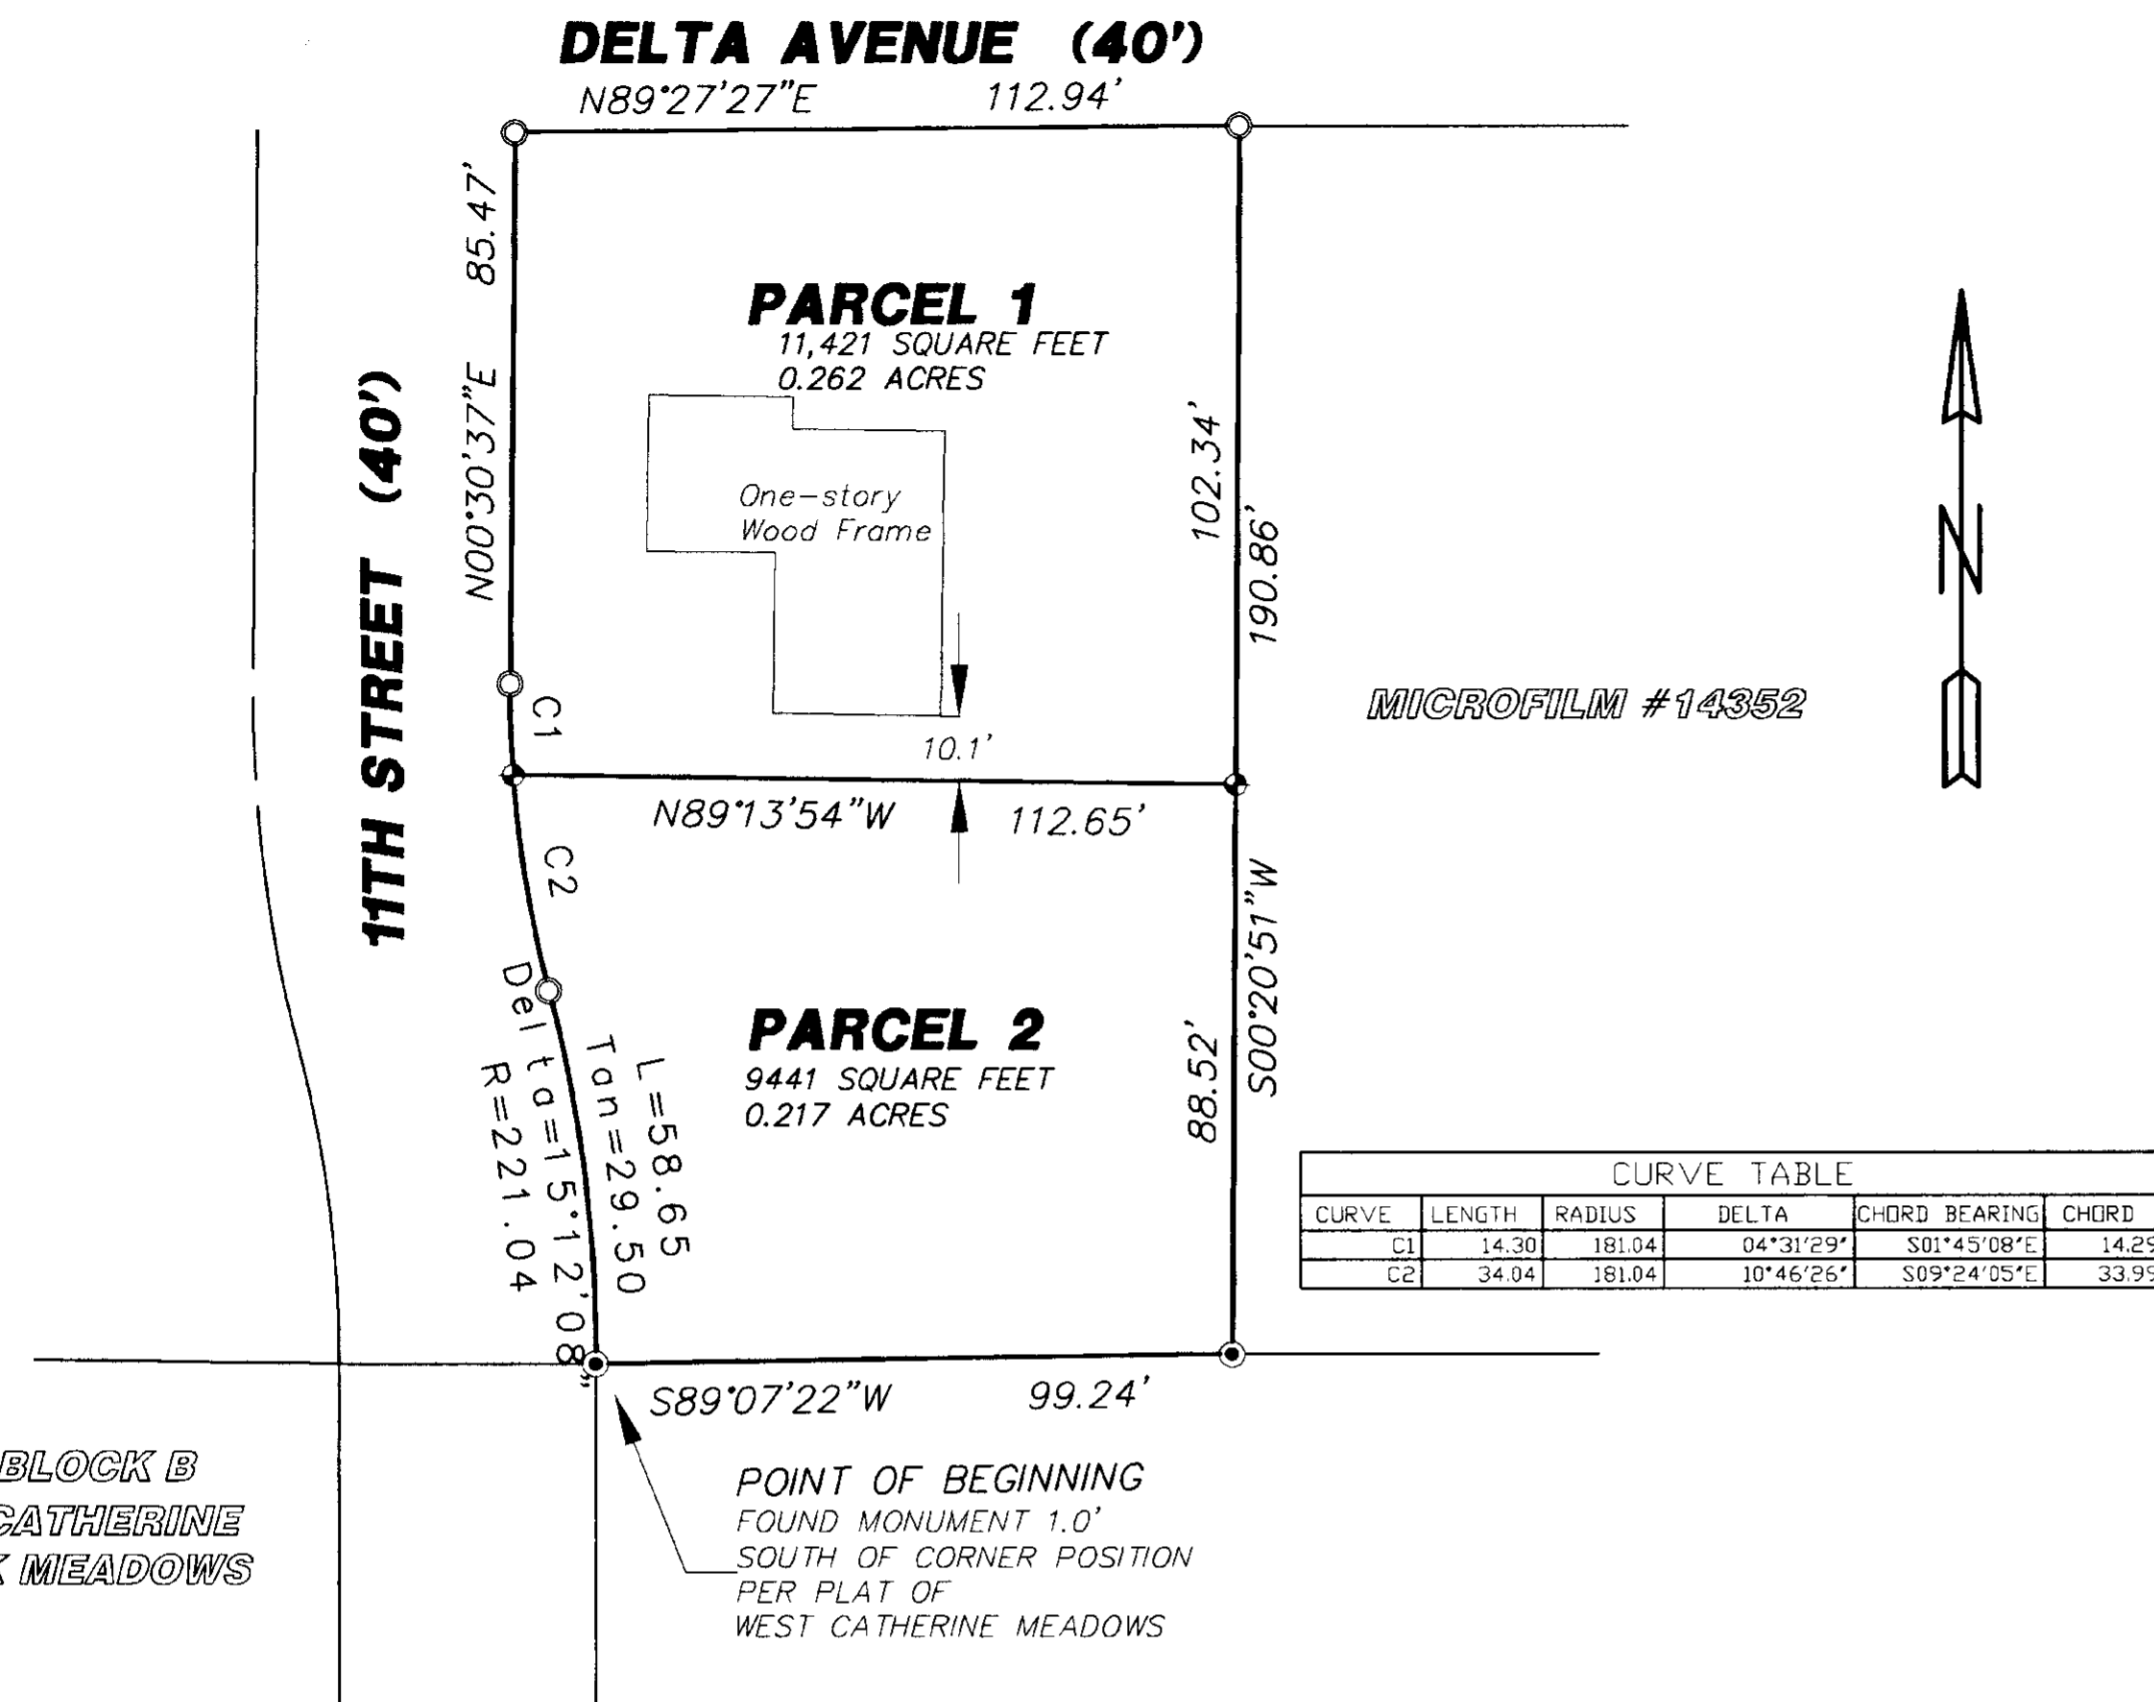 DELTA AVENUE (40')
N89°27'27"E 112.94'
N00°30'37"E 85.47'
11TH STREET (40')
PARCEL 1
11,421 SQUARE FEET
0.262 ACRES
One-story
Wood Frame
102.34'
190.86'
N
MICROFILM #14352
C1
10.1'
N89°13'54"W 112.65'
C2
S00°20'51"W
88.52'
PARCEL 2
9441 SQUARE FEET
0.217 ACRES
L=58.65
Tan=29.50
Delta=15°12'08"
R=221.04
CURVE TABLE
CURVE LENGTH RADIUS DELTA CHORD BEARING CHORD
C1 14.30 181.04 04°31'29" S01°45'08"E 14.29
C2 34.04 181.04 10°46'26" S09°24'05"E 33.99
S89°07'22"W 99.24'
BLOCK B
CATHERINE
K MEADOWS
POINT OF BEGINNING
FOUND MONUMENT 1.0'
SOUTH OF CORNER POSITION
PER PLAT OF
WEST CATHERINE MEADOWS